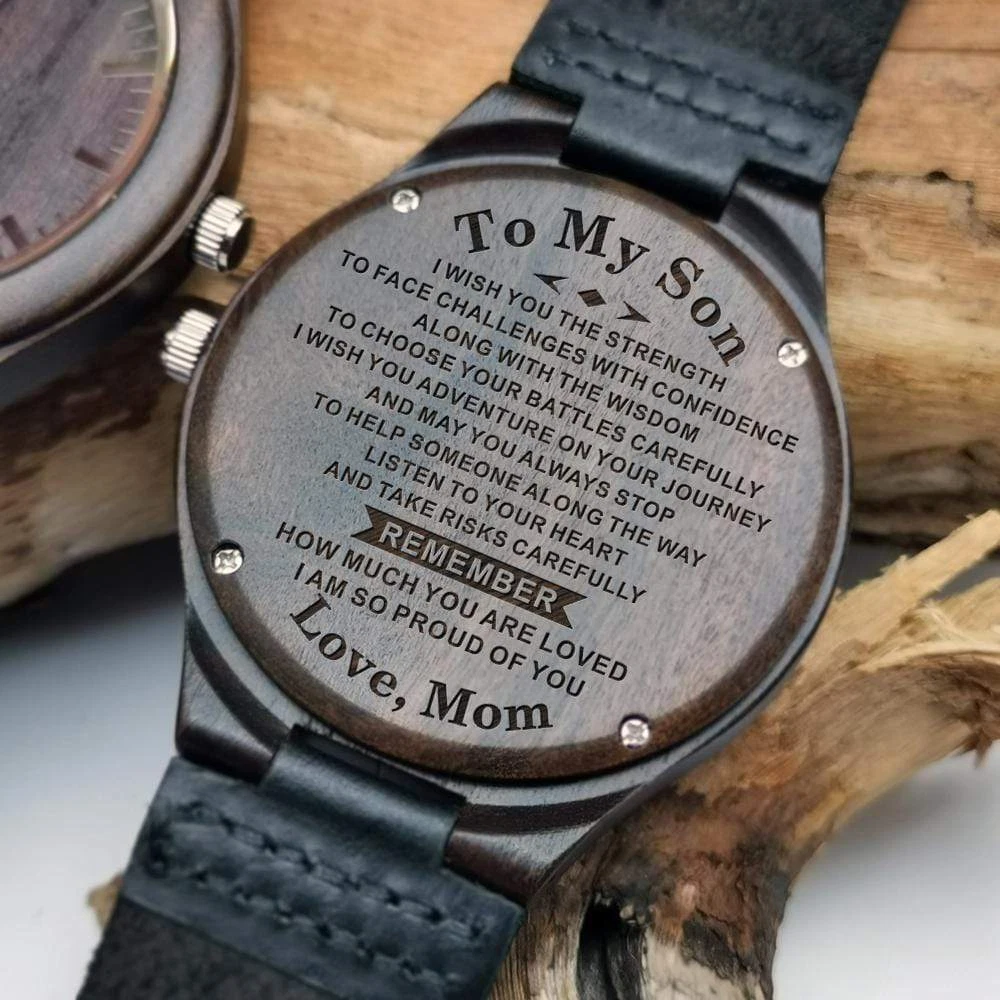 To My Son
I WISH YOU THE STRENGTH
TO FACE CHALLENGES WITH CONFIDENCE
ALONG WITH THE WISDOM
TO CHOOSE YOUR BATTLES CAREFULLY
I WISH YOU ADVENTURE ON YOUR JOURNEY
AND MAY YOU ALWAYS STOP
TO HELP SOMEONE ALONG THE WAY
LISTEN TO YOUR HEART
AND TAKE RISKS CAREFULLY
REMEMBER
HOW MUCH YOU ARE LOVED
I AM SO PROUD OF YOU
Love, Mom